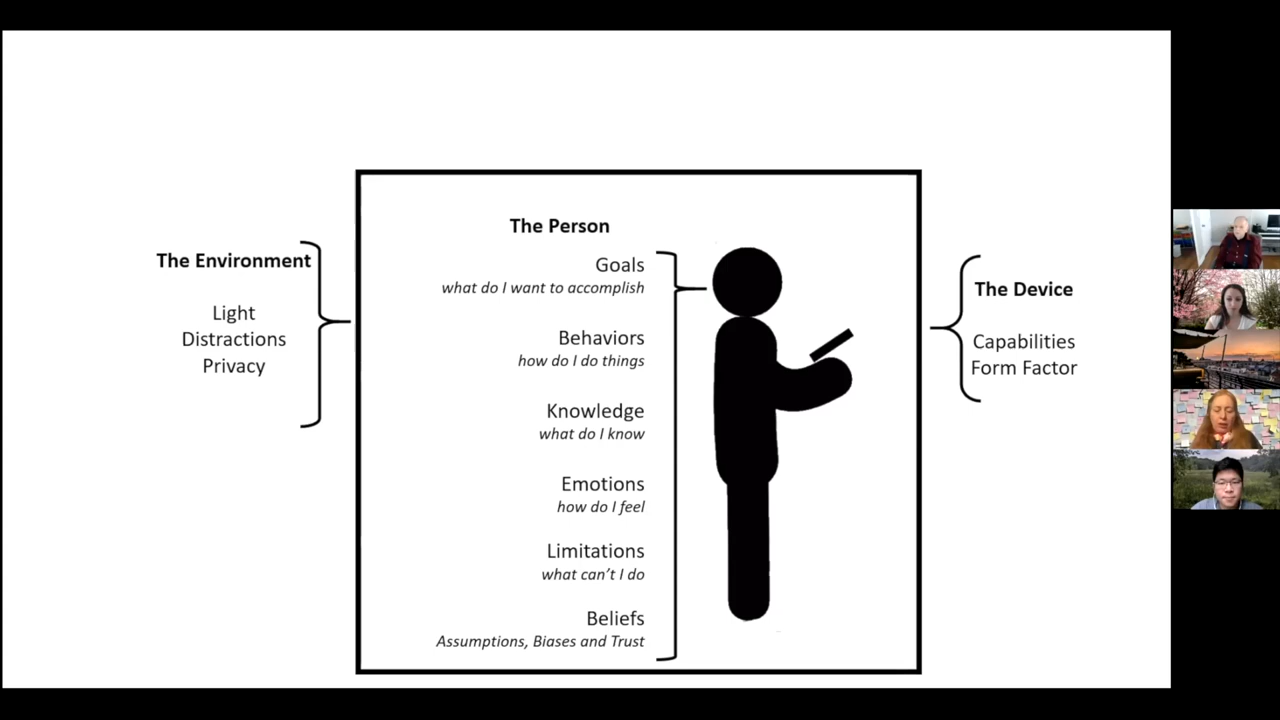 The Environment
Light
Distractions
Privacy
The Person
Goals
what do I want to accomplish
Behaviors
how do I do things
Knowledge
what do I know
Emotions
how do I feel
Limitations
what can’t I do
Beliefs
Assumptions, Biases and Trust
The Device
Capabilities
Form Factor